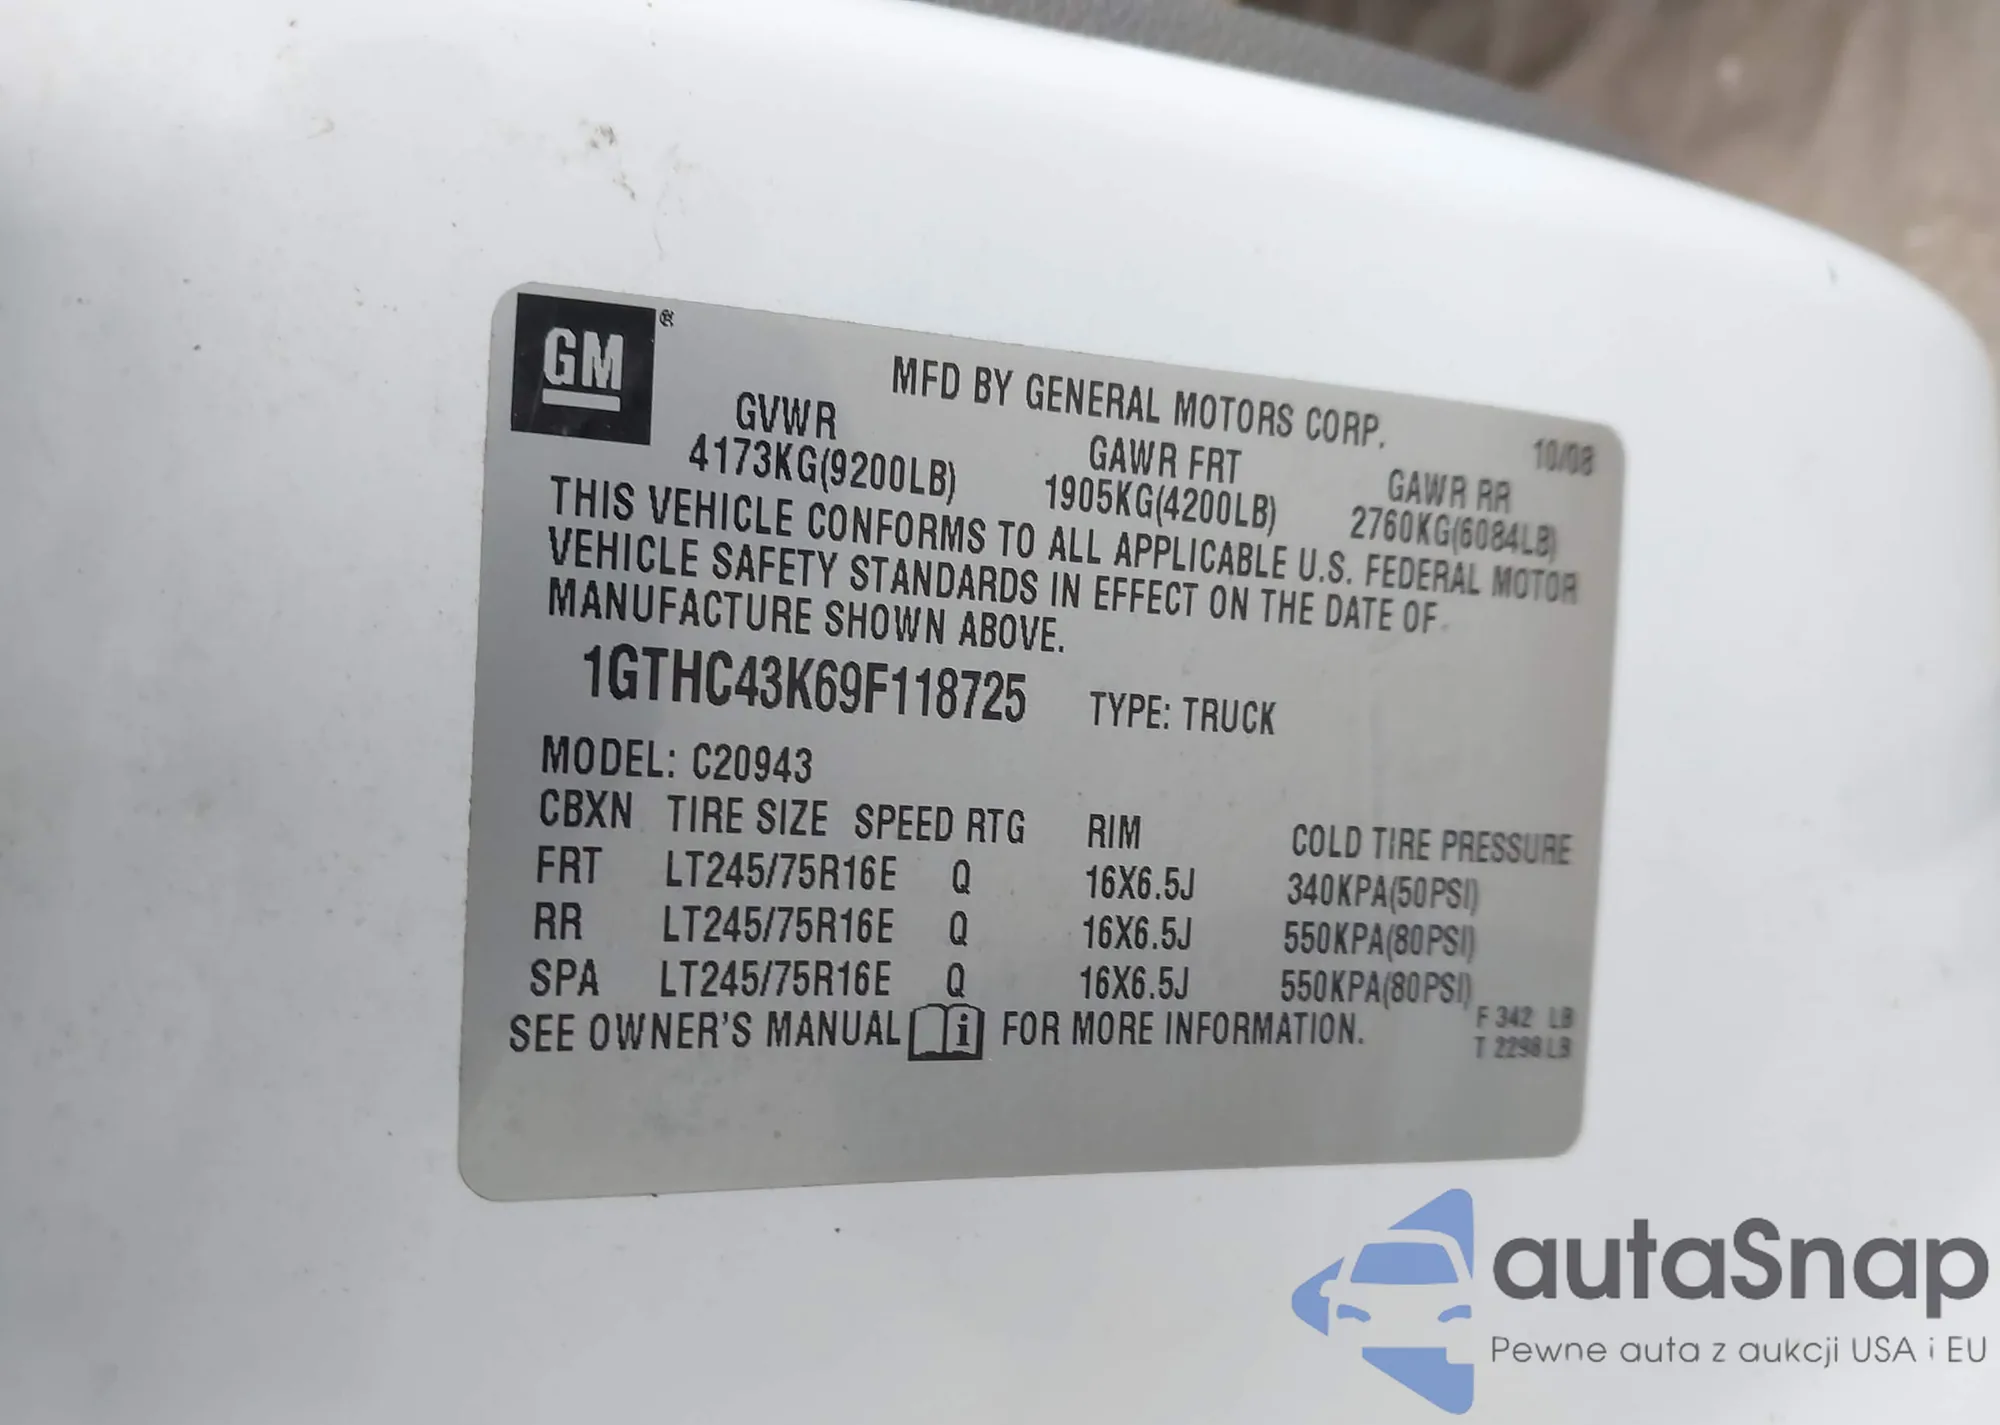 GM ®
MFD BY GENERAL MOTORS CORP. 10/08
GVWR GAWR FRT GAWR RR
4173KG(9200LB) 1905KG(4200LB) 2760KG(6084LB)
THIS VEHICLE CONFORMS TO ALL APPLICABLE U.S. FEDERAL MOTOR
VEHICLE SAFETY STANDARDS IN EFFECT ON THE DATE OF
MANUFACTURE SHOWN ABOVE.
1GTHC43K69F118725 TYPE: TRUCK
MODEL: C20943
CBXN TIRE SIZE SPEED RTG RIM COLD TIRE PRESSURE
FRT LT245/75R16E Q 16X6.5J 340KPA(50PSI)
RR LT245/75R16E Q 16X6.5J 550KPA(80PSI)
SPA LT245/75R16E Q 16X6.5J 550KPA(80PSI)
SEE OWNER'S MANUAL i FOR MORE INFORMATION.
F 342 LB
T 2298 LB
autaSnap
Pewne auta z aukcji USA i EU